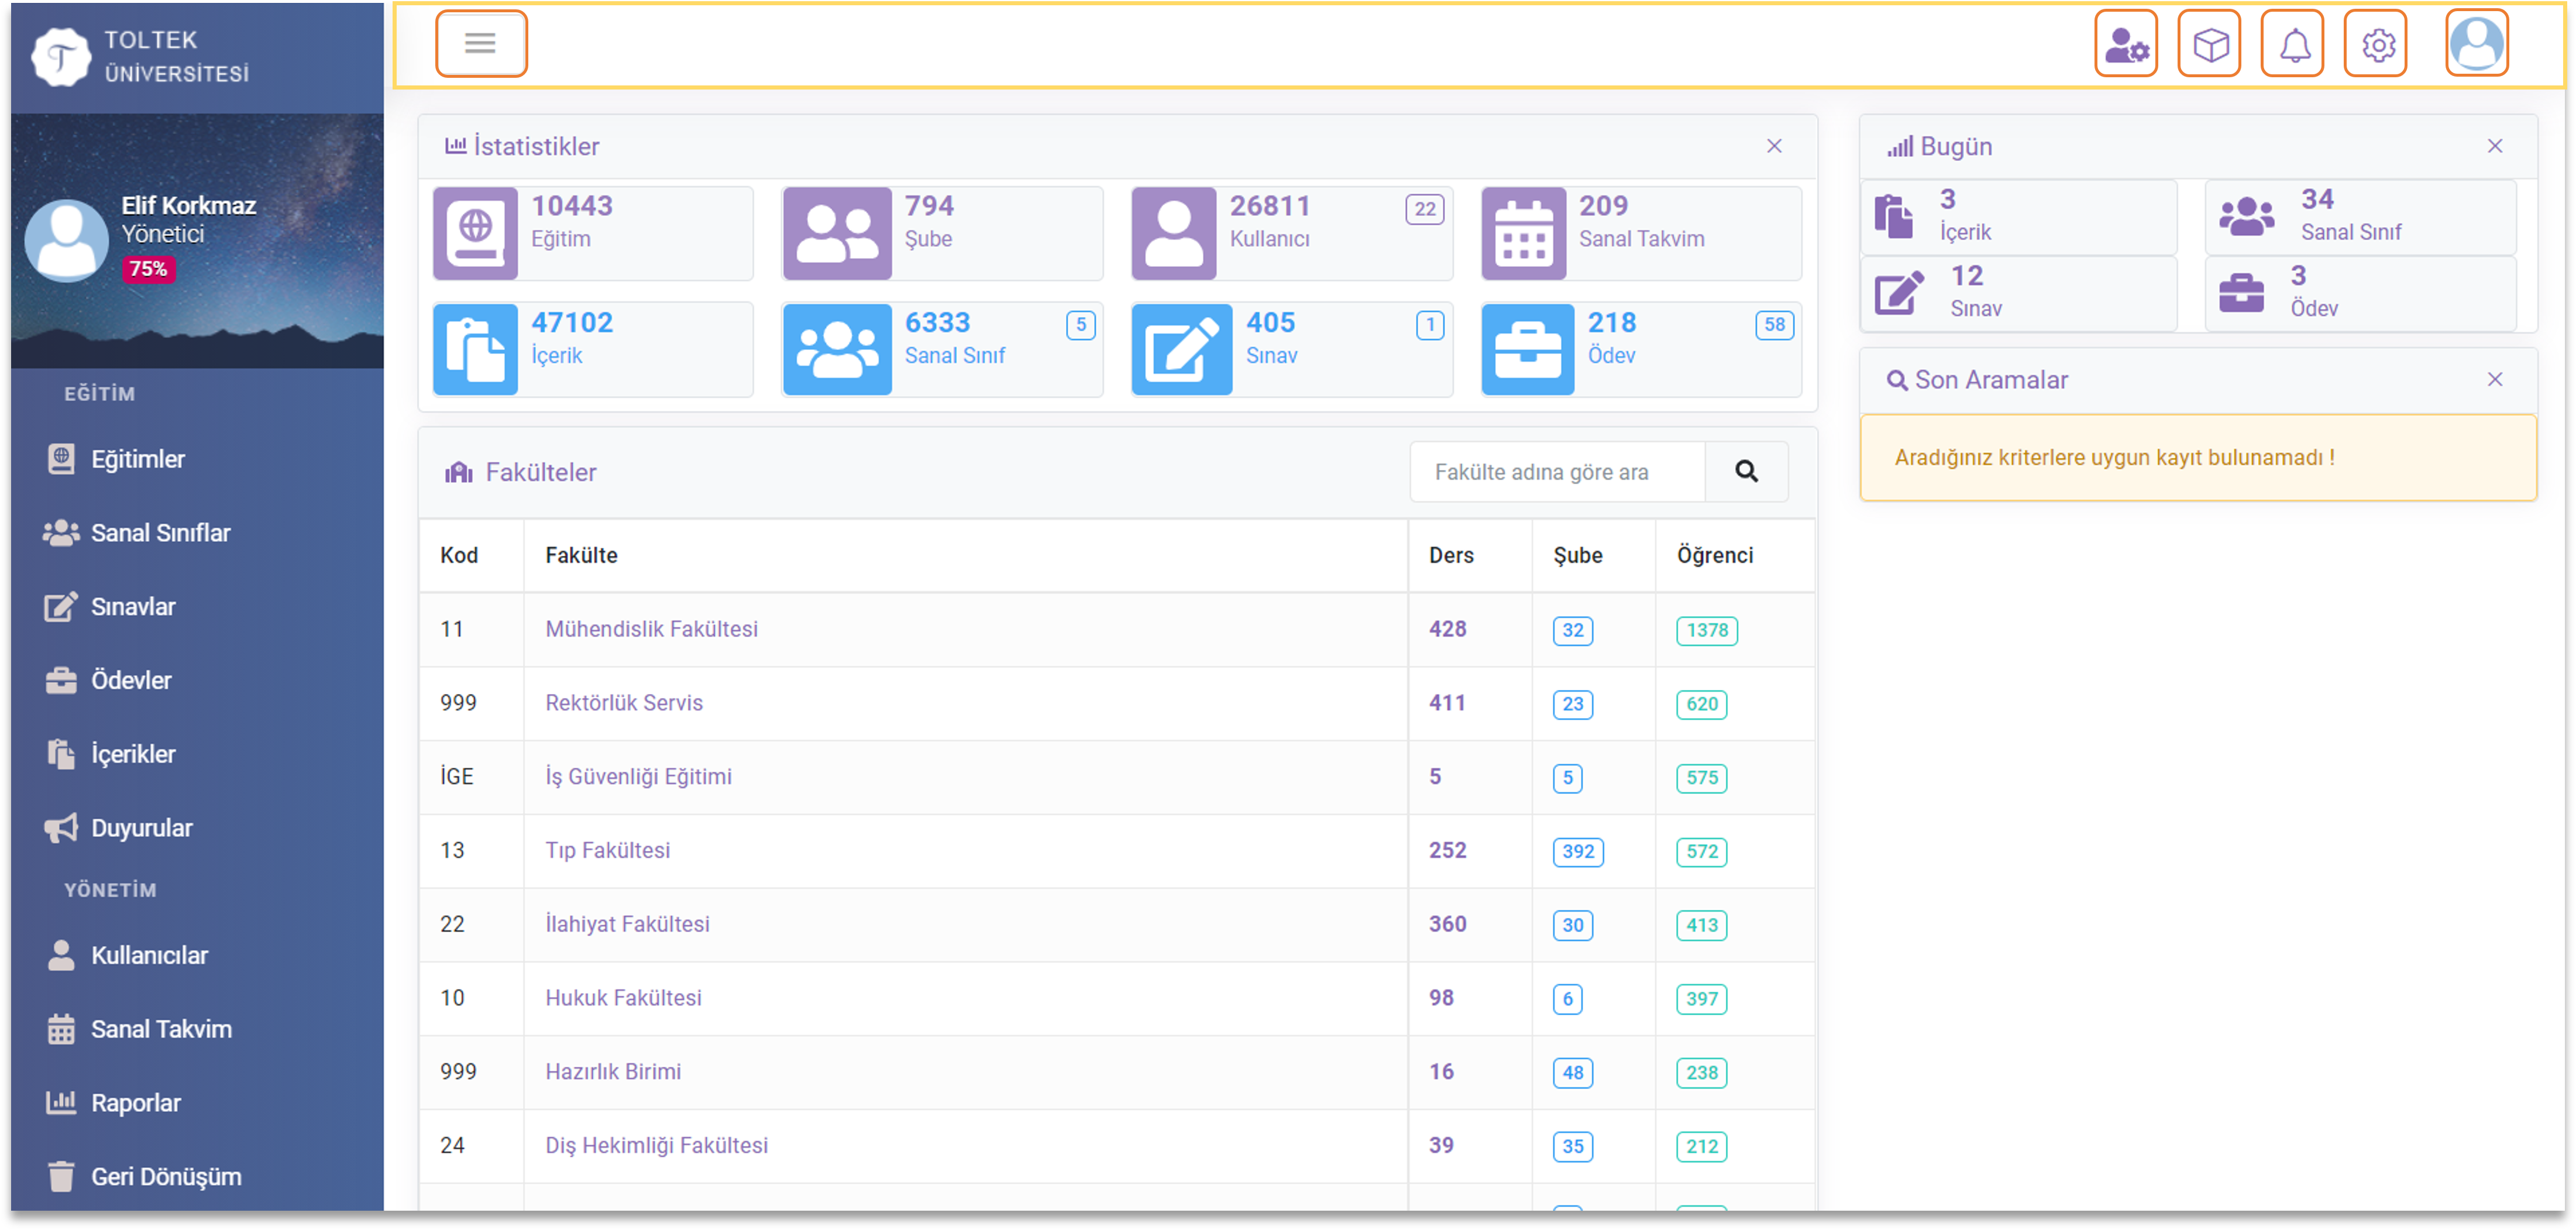 TOLTEK
ÜNİVERSİTESİ
Elif Korkmaz
Yönetici
75%
EĞİTİM
Eğitimler
Sanal Sınıflar
Sınavlar
Ödevler
İçerikler
Duyurular
YÖNETİM
Kullanıcılar
Sanal Takvim
Raporlar
Geri Dönüşüm
İstatistikler
10443
Eğitim
794
Şube
26811
Kullanıcı
22
209
Sanal Takvim
47102
İçerik
6333
Sanal Sınıf
5
405
Sınav
1
218
Ödev
58
Fakülteler
Fakülte adına göre ara
Kod Fakülte Ders Şube Öğrenci
11 Mühendislik Fakültesi 428 32 1378
999 Rektörlük Servis 411 23 620
İGE İş Güvenliği Eğitimi 5 5 575
13 Tıp Fakültesi 252 392 572
22 İlahiyat Fakültesi 360 30 413
10 Hukuk Fakültesi 98 6 397
999 Hazırlık Birimi 16 48 238
24 Diş Hekimliği Fakültesi 39 35 212
Bugün
3
İçerik
34
Sanal Sınıf
12
Sınav
3
Ödev
Son Aramalar
Aradığınız kriterlere uygun kayıt bulunamadı !